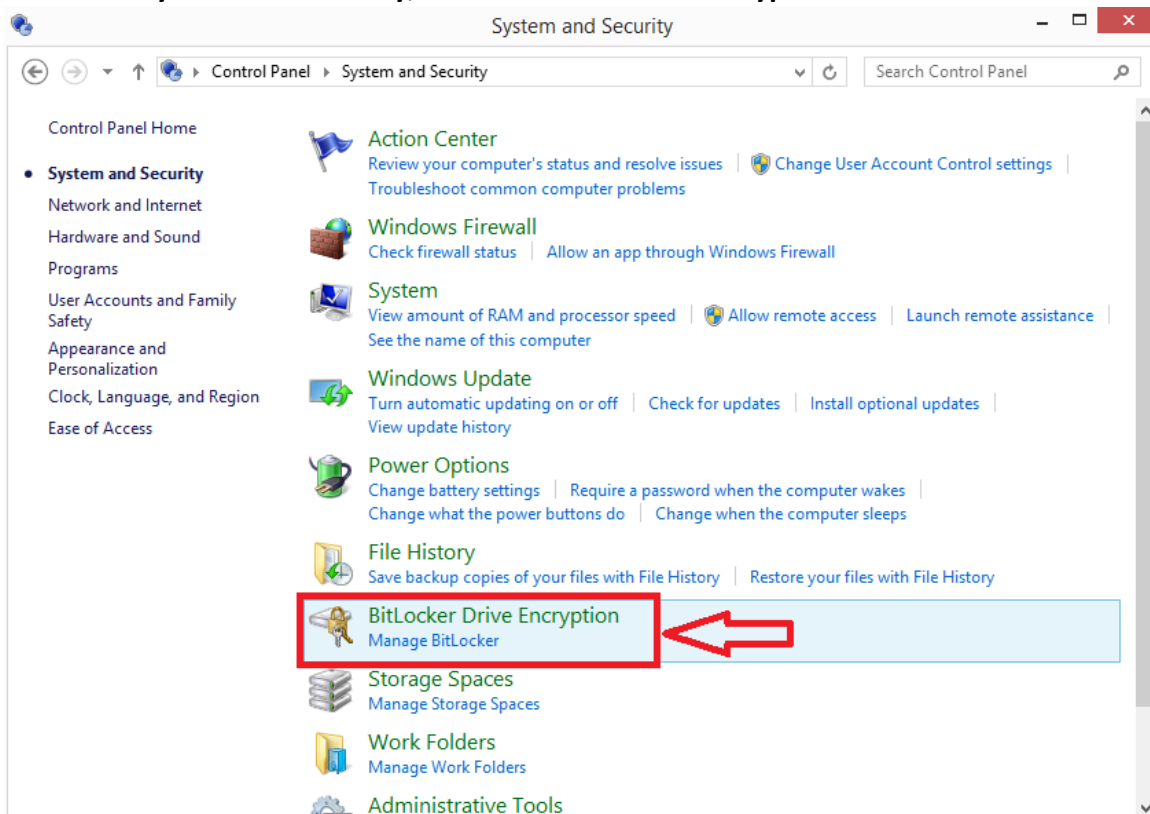 System and Security
Control Panel ▸ System and Security
Search Control Panel
Control Panel Home
System and Security
Network and Internet
Hardware and Sound
Programs
User Accounts and Family
Safety
Appearance and
Personalization
Clock, Language, and Region
Ease of Access
Action Center
Review your computer's status and resolve issues
Change User Account Control settings
Troubleshoot common computer problems
Windows Firewall
Check firewall status
Allow an app through Windows Firewall
System
View amount of RAM and processor speed
Allow remote access
Launch remote assistance
See the name of this computer
Windows Update
Turn automatic updating on or off
Check for updates
Install optional updates
View update history
Power Options
Change battery settings
Require a password when the computer wakes
Change what the power buttons do
Change when the computer sleeps
File History
Save backup copies of your files with File History
Restore your files with File History
BitLocker Drive Encryption
Manage BitLocker
Storage Spaces
Manage Storage Spaces
Work Folders
Manage Work Folders
Administrative Tools